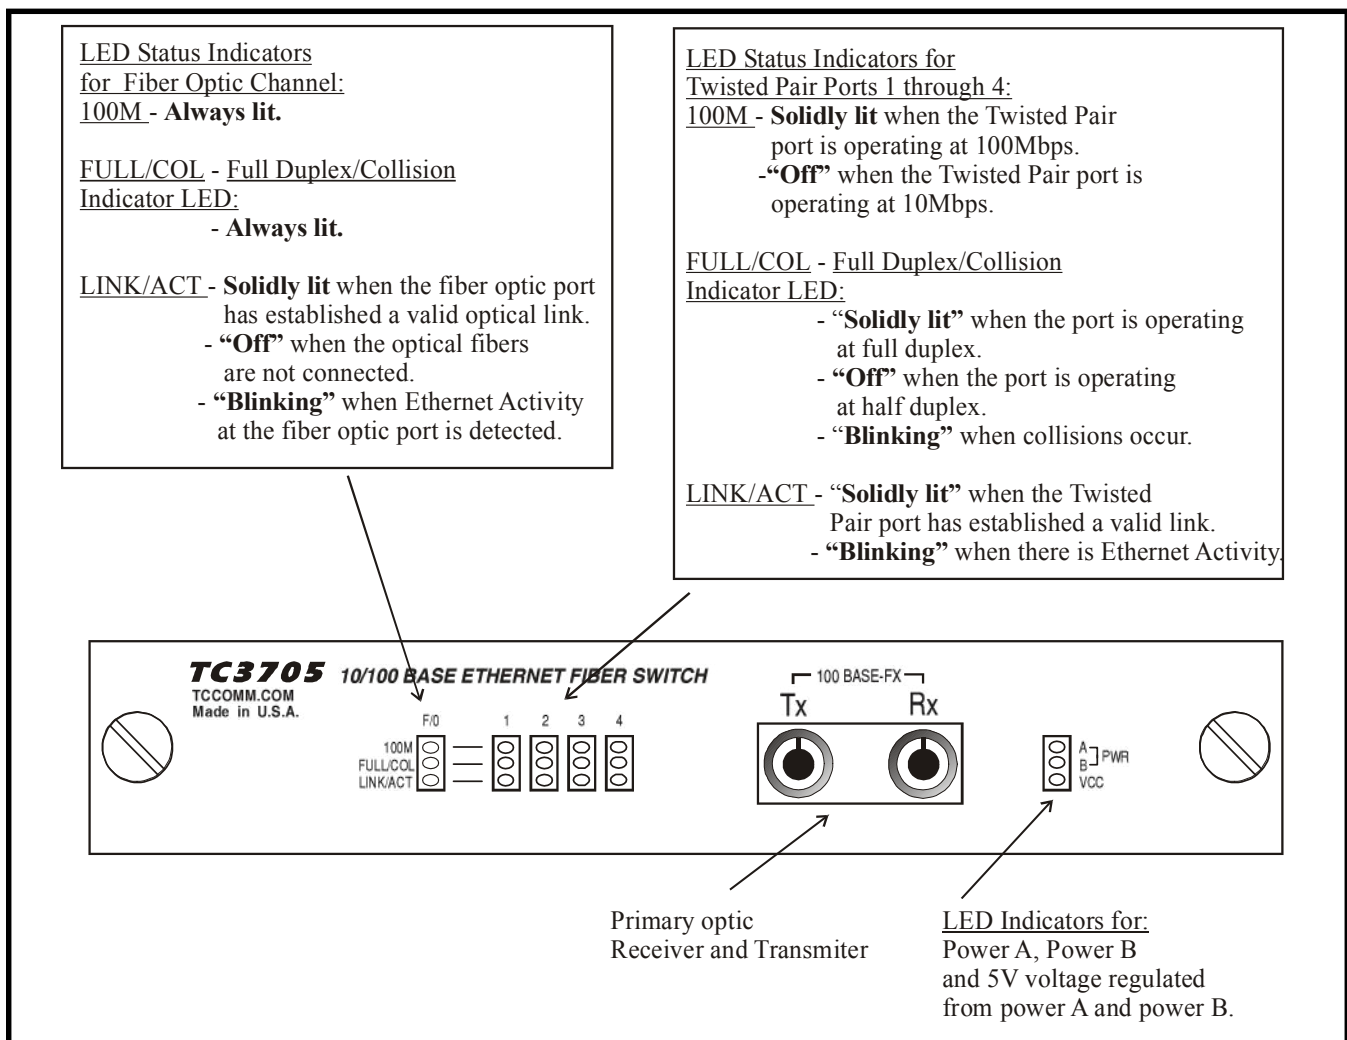 LED Status Indicators
for Fiber Optic Channel:
100M - Always lit.
FULL/COL - Full Duplex/Collision
Indicator LED:
- Always lit.
LINK/ACT - Solidly lit when the fiber optic port
has established a valid optical link.
- “Off” when the optical fibers
are not connected.
- “Blinking” when Ethernet Activity
at the fiber optic port is detected.
LED Status Indicators for
Twisted Pair Ports 1 through 4:
100M - Solidly lit when the Twisted Pair
port is operating at 100Mbps.
-“Off” when the Twisted Pair port is
operating at 10Mbps.
FULL/COL - Full Duplex/Collision
Indicator LED:
- “Solidly lit” when the port is operating
at full duplex.
- “Off” when the port is operating
at half duplex.
- “Blinking” when collisions occur.
LINK/ACT - “Solidly lit” when the Twisted
Pair port has established a valid link.
- “Blinking” when there is Ethernet Activity.
TC3705 10/100 BASE ETHERNET FIBER SWITCH
TCCOMM.COM
Made in U.S.A.
F/0 1 2 3 4
100M
FULL/COL
LINK/ACT
100 BASE-FX
Tx Rx
A
B
PWR
VCC
Primary optic
Receiver and Transmiter
LED Indicators for:
Power A, Power B
and 5V voltage regulated
from power A and power B.